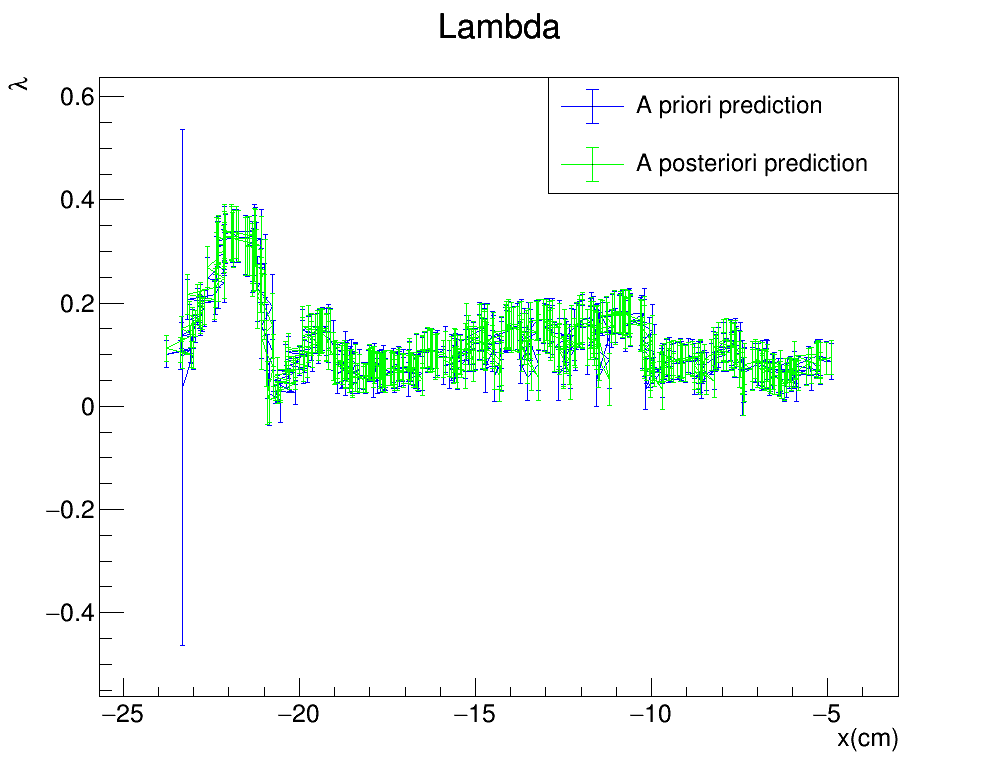 Lambda
λ
A priori prediction
A posteriori prediction
0.6
0.4
0.2
0
−0.2
−0.4
−25 −20 −15 −10 −5
x(cm)